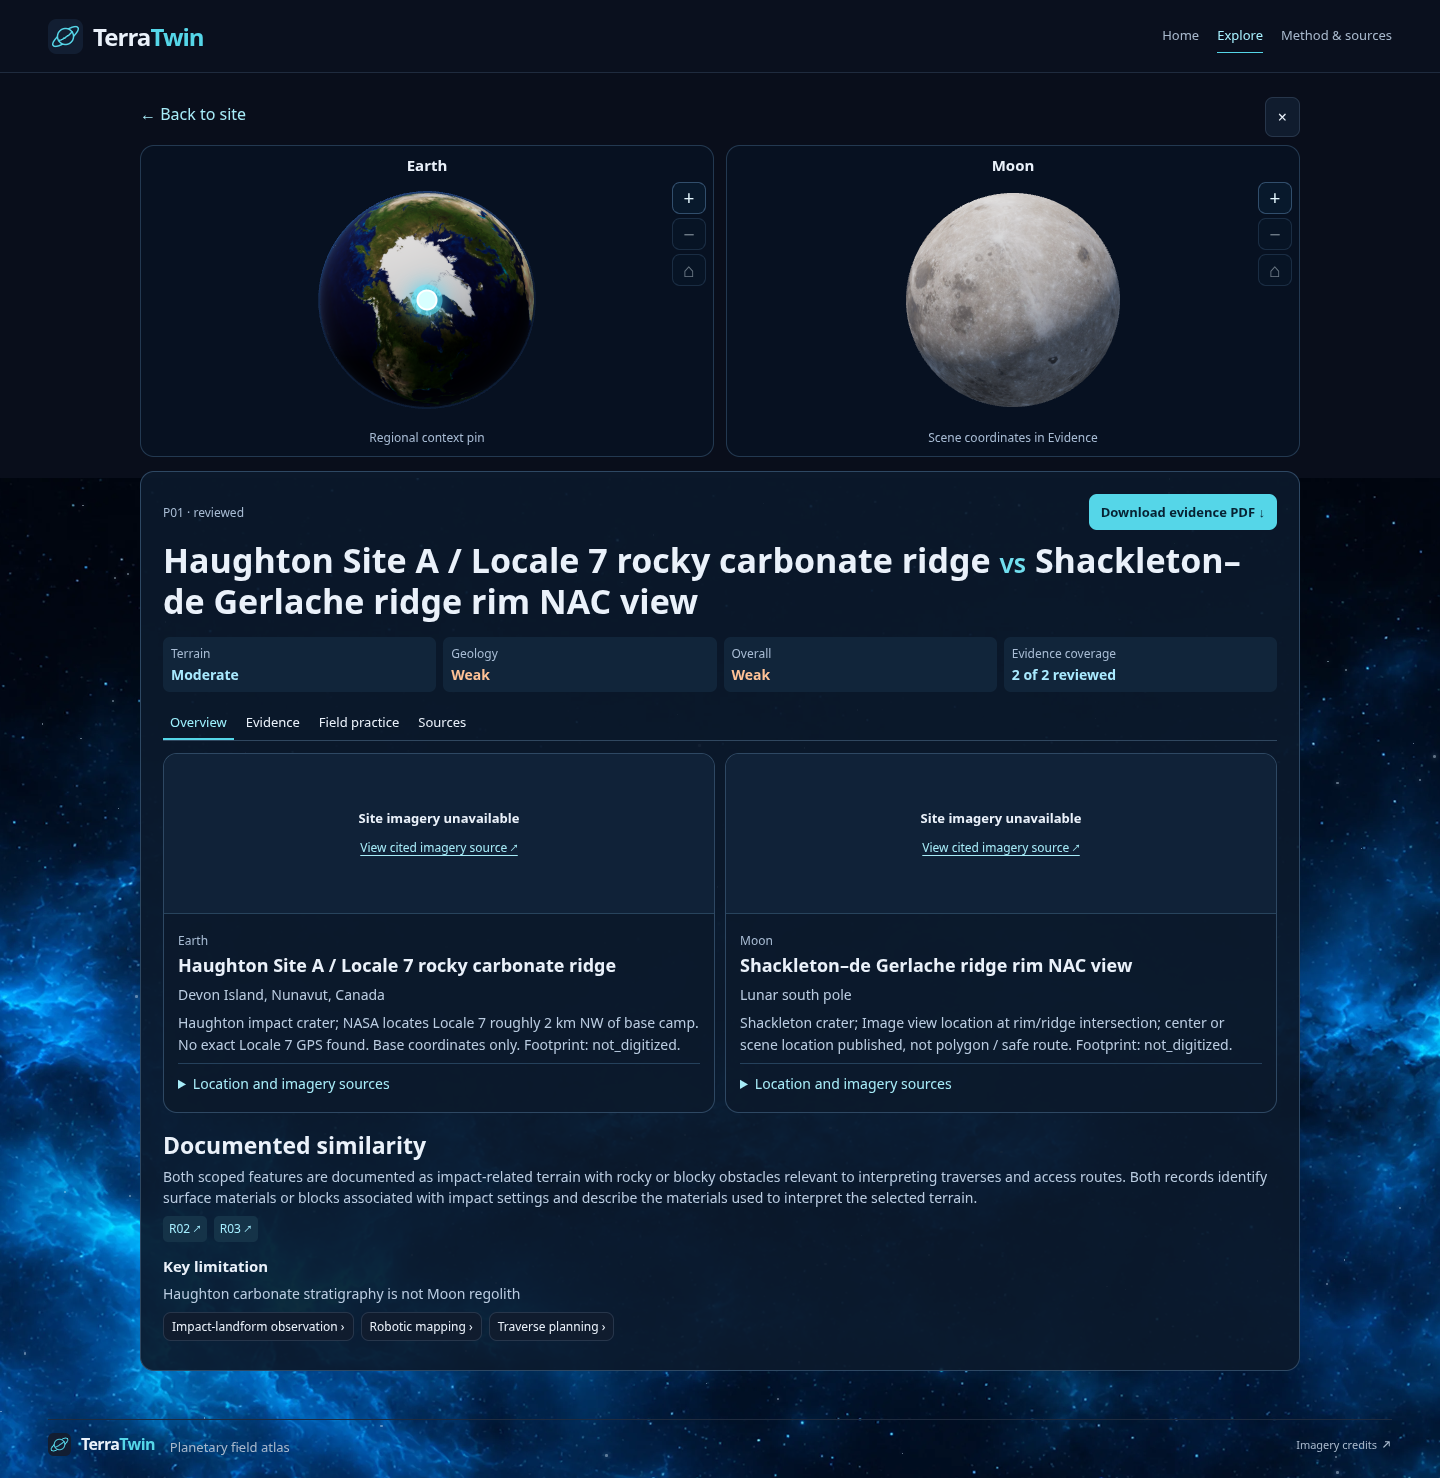 TerraTwin
Home Explore Method & sources
← Back to site
×
Earth
+
−
⌂
Regional context pin
Moon
+
−
⌂
Scene coordinates in Evidence
P01 · reviewed
Download evidence PDF ↓
Haughton Site A / Locale 7 rocky carbonate ridge vs Shackleton–
de Gerlache ridge rim NAC view
Terrain
Moderate
Geology
Weak
Overall
Weak
Evidence coverage
2 of 2 reviewed
Overview Evidence Field practice Sources
Site imagery unavailable
View cited imagery source ↗
Earth
Haughton Site A / Locale 7 rocky carbonate ridge
Devon Island, Nunavut, Canada
Haughton impact crater; NASA locates Locale 7 roughly 2 km NW of base camp.
No exact Locale 7 GPS found. Base coordinates only. Footprint: not_digitized.
▶ Location and imagery sources
Site imagery unavailable
View cited imagery source ↗
Moon
Shackleton–de Gerlache ridge rim NAC view
Lunar south pole
Shackleton crater; Image view location at rim/ridge intersection; center or
scene location published, not polygon / safe route. Footprint: not_digitized.
▶ Location and imagery sources
Documented similarity
Both scoped features are documented as impact-related terrain with rocky or blocky obstacles relevant to interpreting traverses and access routes. Both records identify
surface materials or blocks associated with impact settings and describe the materials used to interpret the selected terrain.
R02 ↗ R03 ↗
Key limitation
Haughton carbonate stratigraphy is not Moon regolith
Impact-landform observation › Robotic mapping › Traverse planning ›
TerraTwin Planetary field atlas
Imagery credits ↗